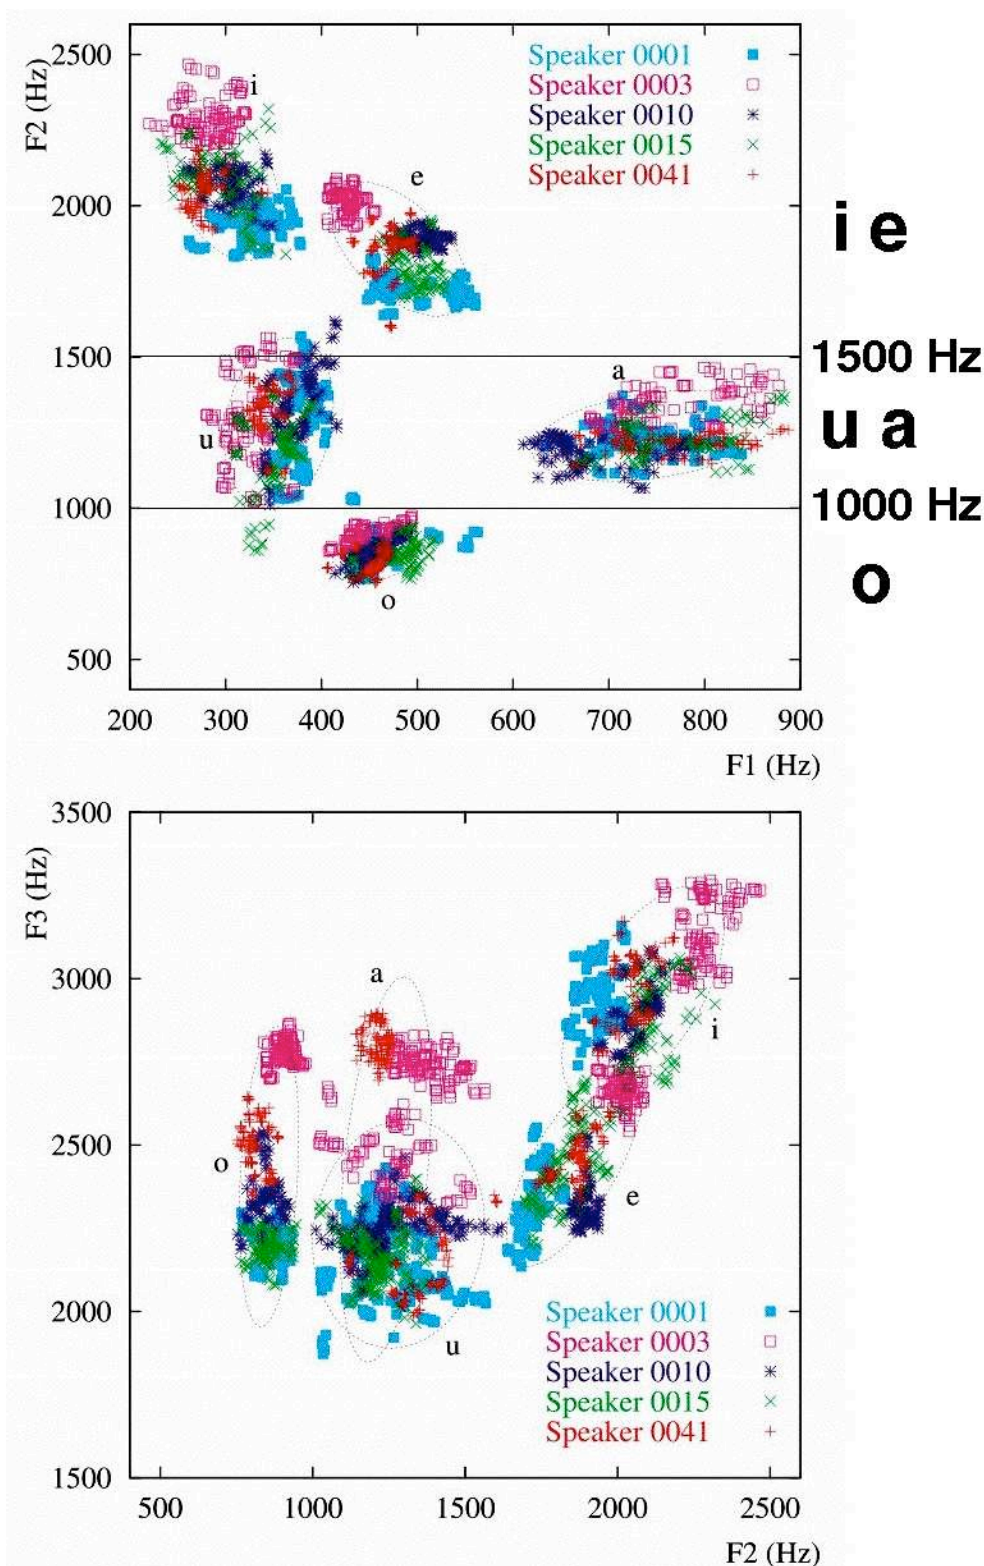 F2 (Hz)
2500
2000
1500
1000
500
Speaker 0001
Speaker 0003
Speaker 0010
Speaker 0015
Speaker 0041
i
e
u
a
o
i e
1500 Hz
u a
1000 Hz
o
200 300 400 500 600 700 800 900
F1 (Hz)
F3 (Hz)
3500
3000
2500
2000
1500
a
i
o
e
u
Speaker 0001
Speaker 0003
Speaker 0010
Speaker 0015
Speaker 0041
500 1000 1500 2000 2500
F2 (Hz)